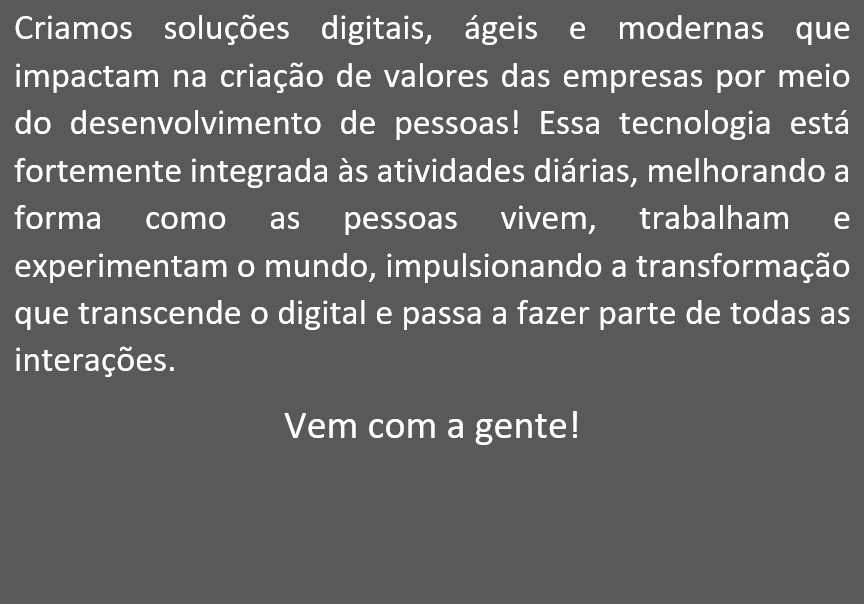 Criamos soluções digitais, ágeis e modernas que
impactam na criação de valores das empresas por meio
do desenvolvimento de pessoas! Essa tecnologia está
fortemente integrada às atividades diárias, melhorando a
forma como as pessoas vivem, trabalham e
experimentam o mundo, impulsionando a transformação
que transcende o digital e passa a fazer parte de todas as
interações.
Vem com a gente!